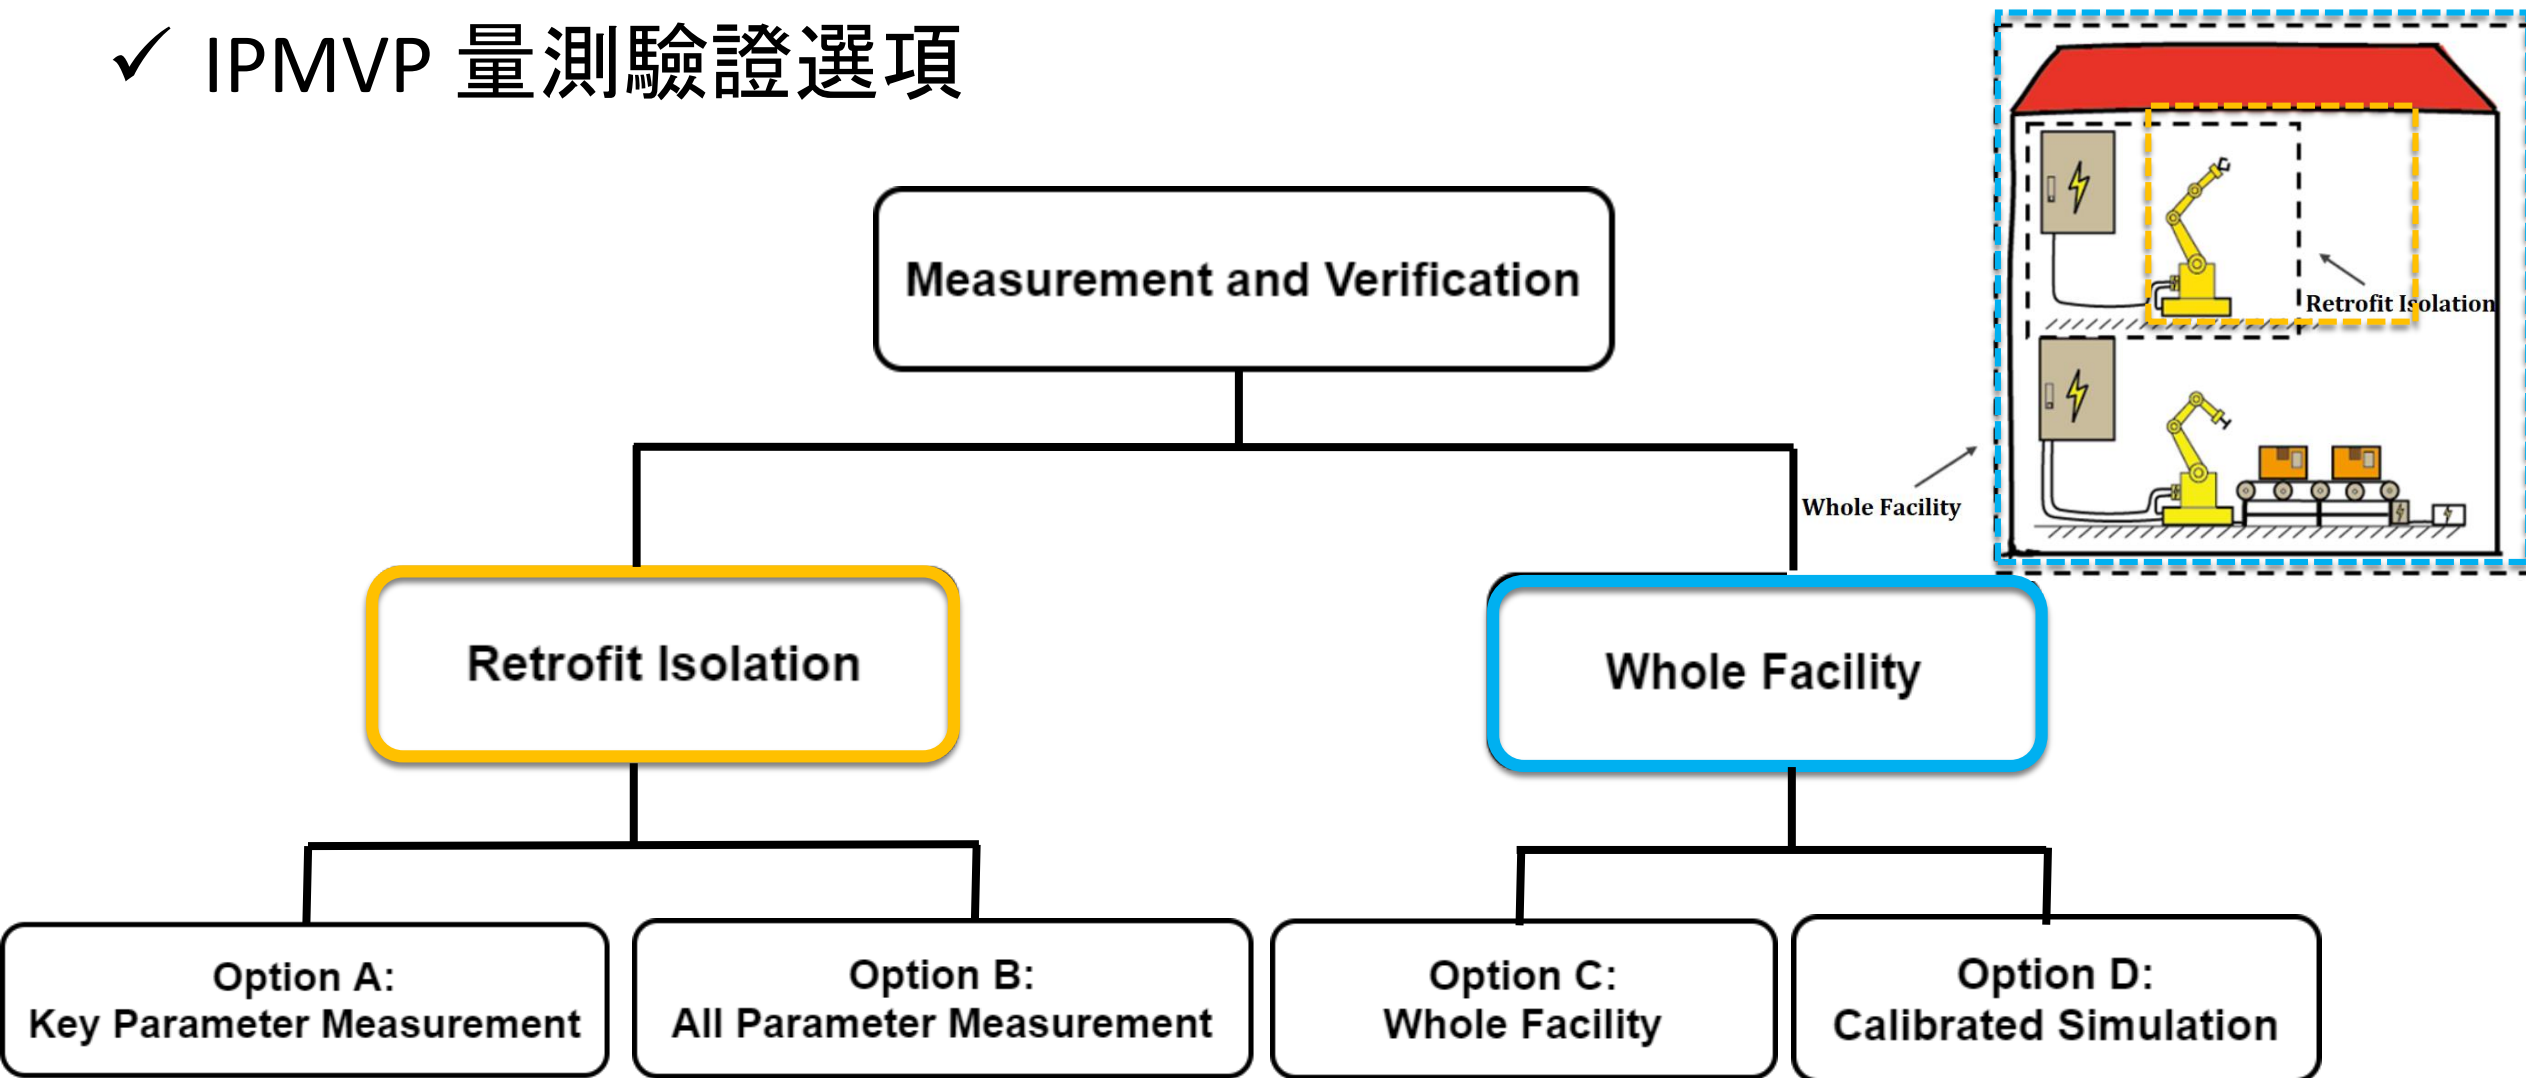 ✓ IPMVP 量測驗證選項
Measurement and Verification
Retrofit Isolation
Whole Facility
Retrofit Isolation
Whole Facility
Option A:
Key Parameter Measurement
Option B:
All Parameter Measurement
Option C:
Whole Facility
Option D:
Calibrated Simulation